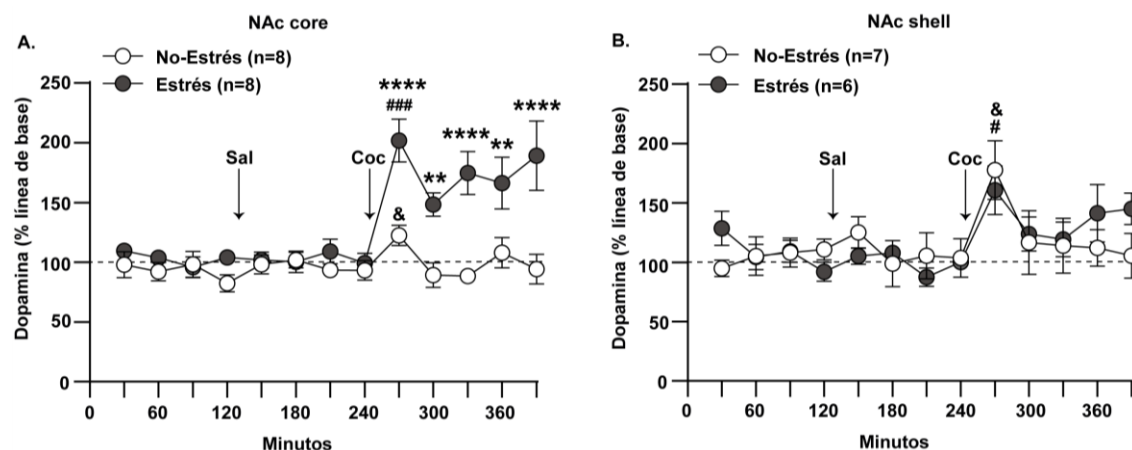 NAc core
A.
No-Estrés (n=8)
Estrés (n=8)
Dopamina (% línea de base)
250
200
150
100
50
0
Sal
Coc
****
###
**
****
**
****
&
0 60 120 180 240 300 360
Minutos
NAc shell
B.
No-Estrés (n=7)
Estrés (n=6)
Dopamina (% línea de base)
250
200
150
100
50
0
Sal
Coc
&
#
0 60 120 180 240 300 360
Minutos